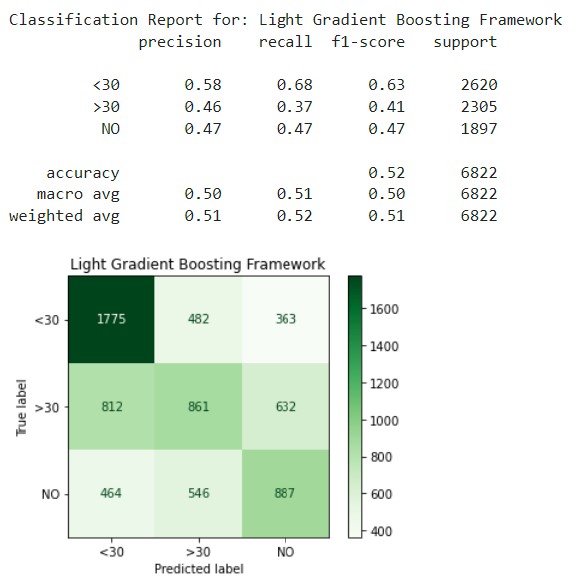 Classification Report for: Light Gradient Boosting Framework
precision recall f1-score support
<30 0.58 0.68 0.63 2620
>30 0.46 0.37 0.41 2305
NO 0.47 0.47 0.47 1897
accuracy 0.52 6822
macro avg 0.50 0.51 0.50 6822
weighted avg 0.51 0.52 0.51 6822
Light Gradient Boosting Framework
True label
<30 1775 482 363
>30 812 861 632
NO 464 546 887
<30 >30 NO
Predicted label
1600
1400
1200
1000
800
600
400